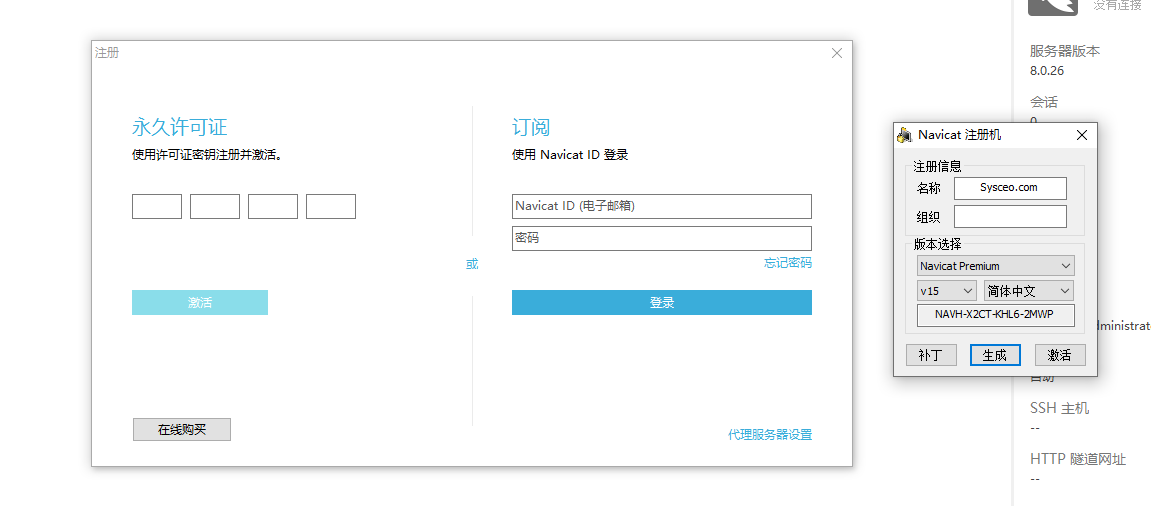 没有连接
服务器版本
8.0.26
会话
0
注册
永久许可证
使用许可证密钥注册并激活。
激活
在线购买
或
订阅
使用 Navicat ID 登录
Navicat ID (电子邮箱)
密码
忘记密码
登录
代理服务器设置
Navicat 注册机
注册信息
名称 Sysceo.com
组织
版本选择
Navicat Premium
v15 简体中文
NAVH-X2CT-KHL6-2MWP
补丁 生成 激活
dministrat
自动
SSH 主机
--
HTTP 隧道网址
--